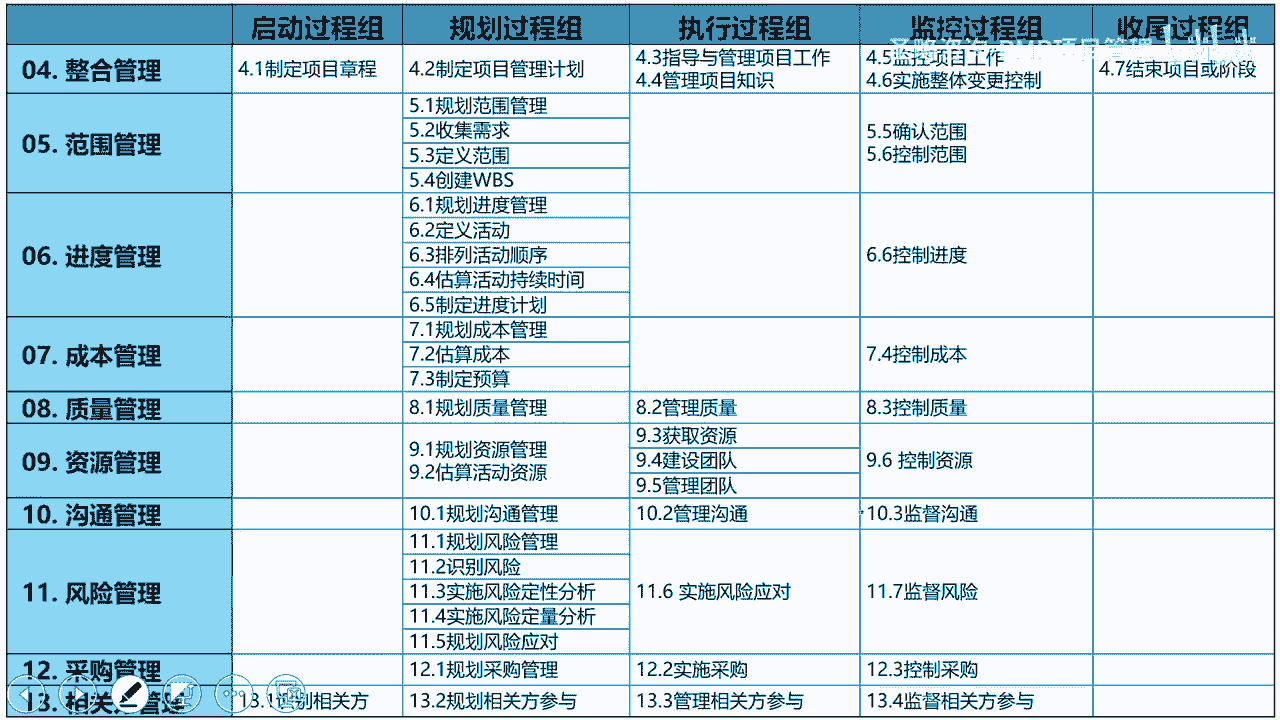 启动过程组 规划过程组 执行过程组 监控过程组 收尾过程组
04. 整合管理
4.1制定项目章程
4.2制定项目管理计划
4.3指导与管理项目工作
4.4管理项目知识
4.5监控项目工作
4.6实施整体变更控制
4.7结束项目或阶段
05. 范围管理
5.1规划范围管理
5.2收集需求
5.3定义范围
5.4创建WBS
5.5确认范围
5.6控制范围
06. 进度管理
6.1规划进度管理
6.2定义活动
6.3排列活动顺序
6.4估算活动持续时间
6.5制定进度计划
6.6控制进度
07. 成本管理
7.1规划成本管理
7.2估算成本
7.3制定预算
7.4控制成本
08. 质量管理
8.1规划质量管理
8.2管理质量
8.3控制质量
09. 资源管理
9.1规划资源管理
9.2估算活动资源
9.3获取资源
9.4建设团队
9.5管理团队
9.6 控制资源
10. 沟通管理
10.1规划沟通管理
10.2管理沟通
10.3监督沟通
11. 风险管理
11.1规划风险管理
11.2识别风险
11.3实施风险定性分析
11.4实施风险定量分析
11.5规划风险应对
11.6 实施风险应对
11.7监督风险
12. 采购管理
12.1规划采购管理
12.2实施采购
12.3控制采购
13. 相关方管理
13.1识别相关方
13.2规划相关方参与
13.3管理相关方参与
13.4监督相关方参与